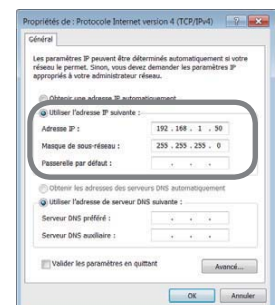 Propriétés de : Protocole Internet version 4 (TCP/IPv4)
Général
Les paramètres IP peuvent être déterminés automatiquement si votre
réseau le permet. Sinon, vous devez demander les paramètres IP
appropriés à votre administrateur réseau.
Obtenir une adresse IP automatiquement
Utiliser l'adresse IP suivante :
Adresse IP : 192 . 168 . 1 . 50
Masque de sous-réseau : 255 . 255 . 255 . 0
Passerelle par défaut : . . .
Obtenir les adresses des serveurs DNS automatiquement
Utiliser l'adresse de serveur DNS suivante :
Serveur DNS préféré : . . .
Serveur DNS auxiliaire : . . .
Valider les paramètres en quittant
Avancé...
OK Annuler